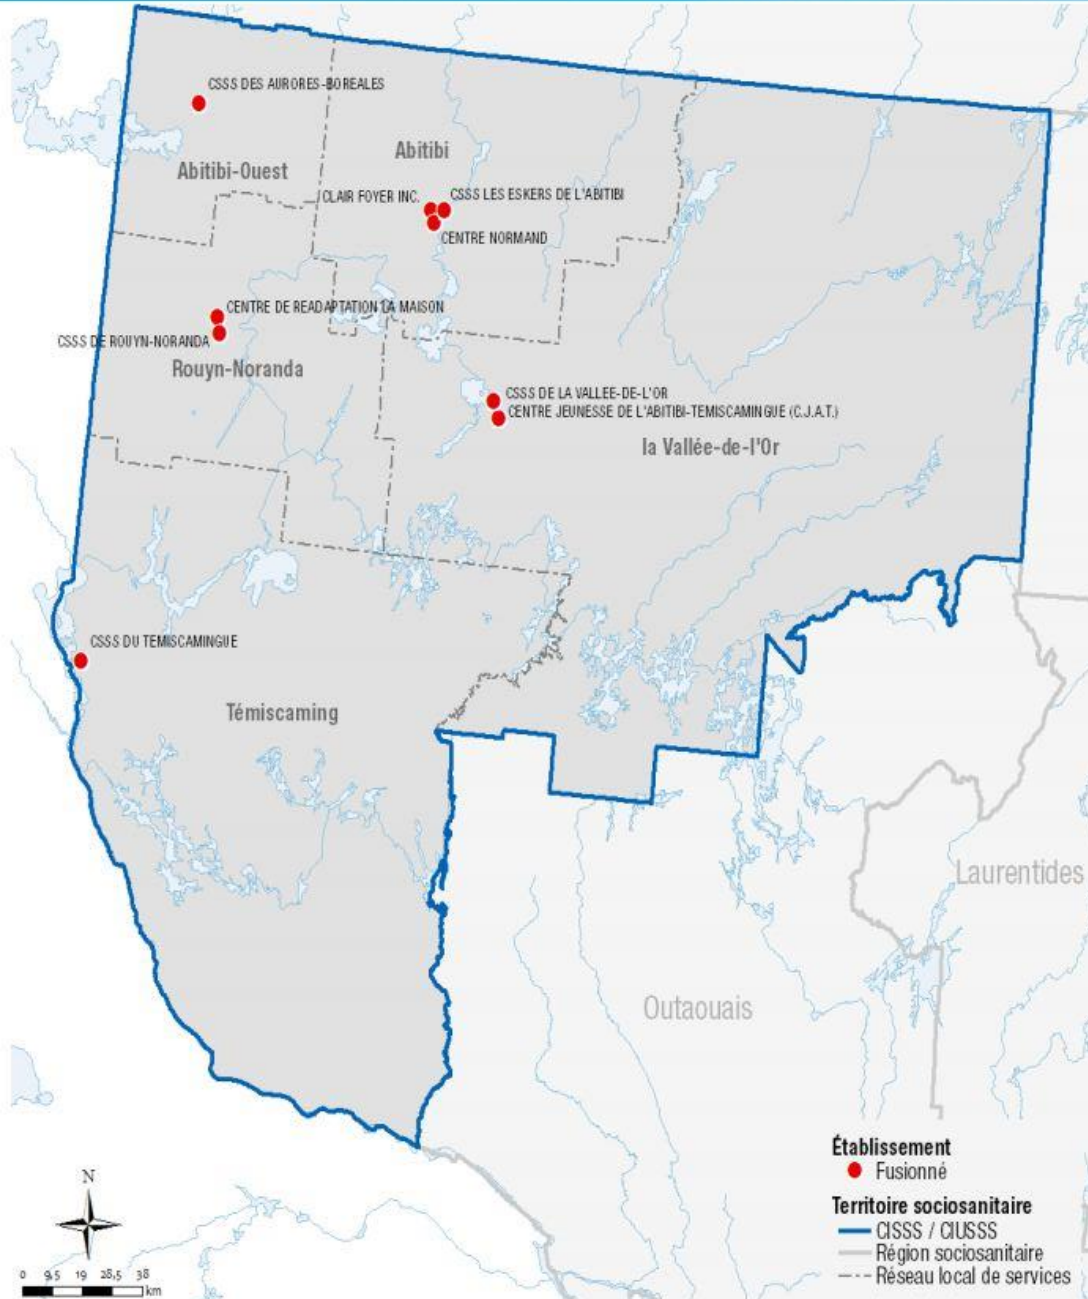 CSSS DES AURORES-BOREALES
Abitibi
Abitibi-Ouest
CLAIR FOYER INC.
CSSS LES ESKERS DE L'ABITIBI
CENTRE NORMAND
CENTRE DE READAPTATION LA MAISON
CSSS DE ROUYN-NORANDA
Rouyn-Noranda
CSSS DE LA VALLEE-DE-L'OR
CENTRE JEUNESSE DE L'ABITIBI-TEMISCAMINGUE (C.J.A.T.)
la Vallée-de-l'Or
CSSS DU TEMISCAMINGUE
Témiscaming
Laurentides
Outaouais
Établissement
Fusionné
Territoire sociosanitaire
CISSS / CIUSSS
Région sociosanitaire
Réseau local de services
N
0 9,5 19 28,5 38
km